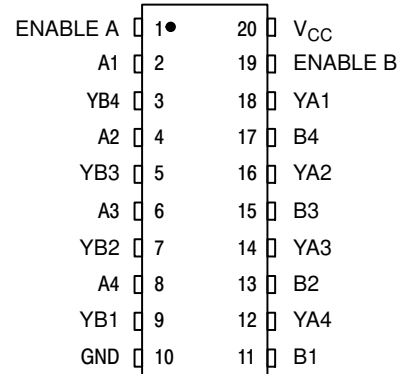 ENABLE A 1 20 VCC
A1 2 19 ENABLE B
YB4 3 18 YA1
A2 4 17 B4
YB3 5 16 YA2
A3 6 15 B3
YB2 7 14 YA3
A4 8 13 B2
YB1 9 12 YA4
GND 10 11 B1